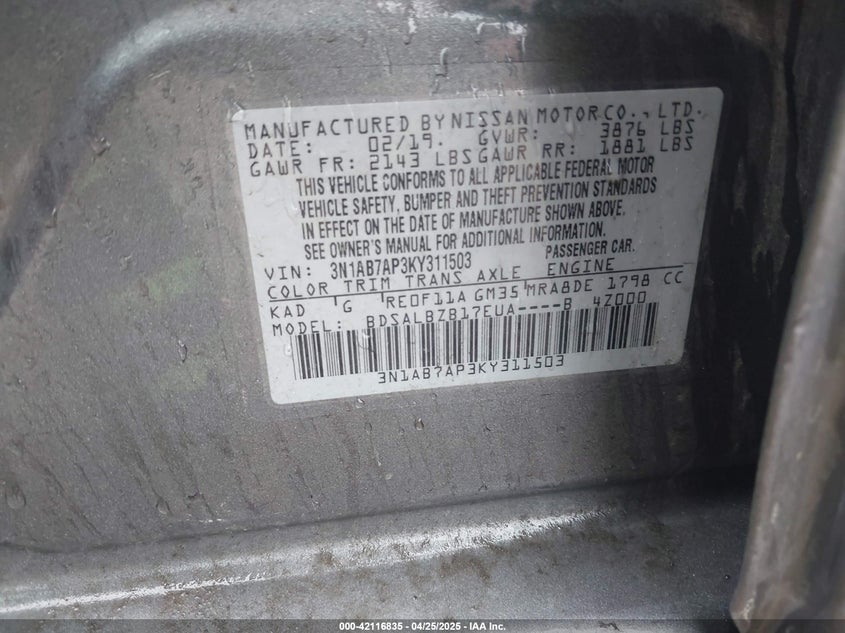 MANUFACTURED BY NISSAN MOTOR CO., LTD.
DATE: 02/19. GVWR: 3876 LBS
GAWR FR: 2143 LBS GAWR RR: 1881 LBS
THIS VEHICLE CONFORMS TO ALL APPLICABLE FEDERAL MOTOR
VEHICLE SAFETY, BUMPER AND THEFT PREVENTION STANDARDS
IN EFFECT ON THE DATE OF MANUFACTURE SHOWN ABOVE.
SEE OWNER'S MANUAL FOR ADDITIONAL INFORMATION.
VIN: 3N1AB7AP3KY311503 PASSENGER CAR.
COLOR TRIM TRANS AXLE ENGINE
KAD 'G 'RE0F11A GM35'MRA8DE 1798 CC
MODEL: BDSALBZB17EUA----B 4Z000
3N1AB7AP3KY311503
000-42116835 - 04/25/2025 - IAA Inc.